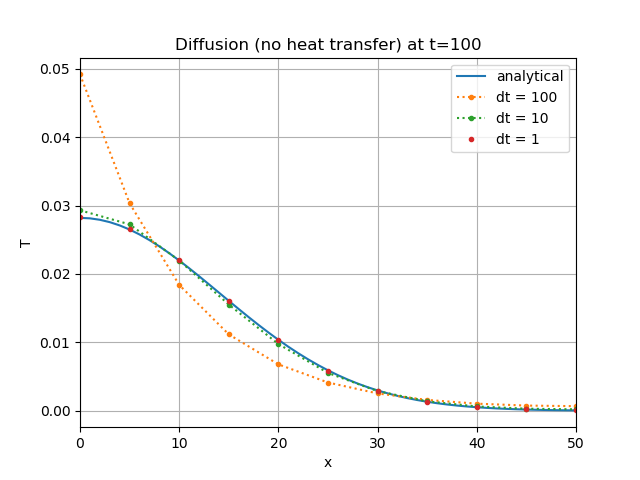 Diffusion (no heat transfer) at t=100
0.05
0.04
0.03
0.02
0.01
0.00
T
0 10 20 30 40 50
x
analytical
dt = 100
dt = 10
dt = 1